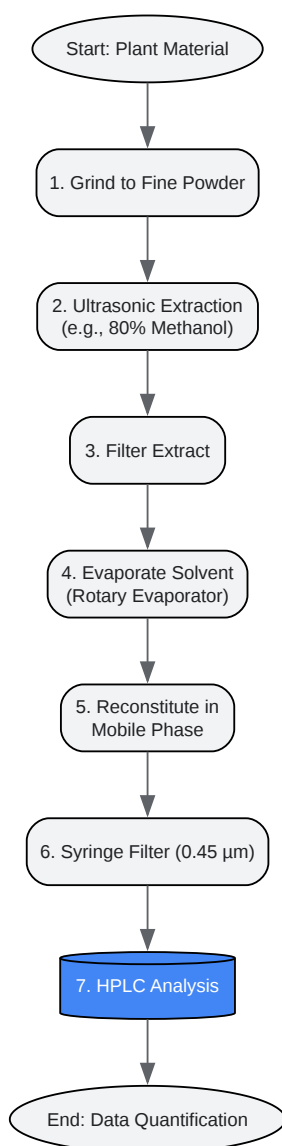 Start: Plant Material
1. Grind to Fine Powder
2. Ultrasonic Extraction
(e.g., 80% Methanol)
3. Filter Extract
4. Evaporate Solvent
(Rotary Evaporator)
5. Reconstitute in
Mobile Phase
6. Syringe Filter (0.45 µm)
7. HPLC Analysis
End: Data Quantification